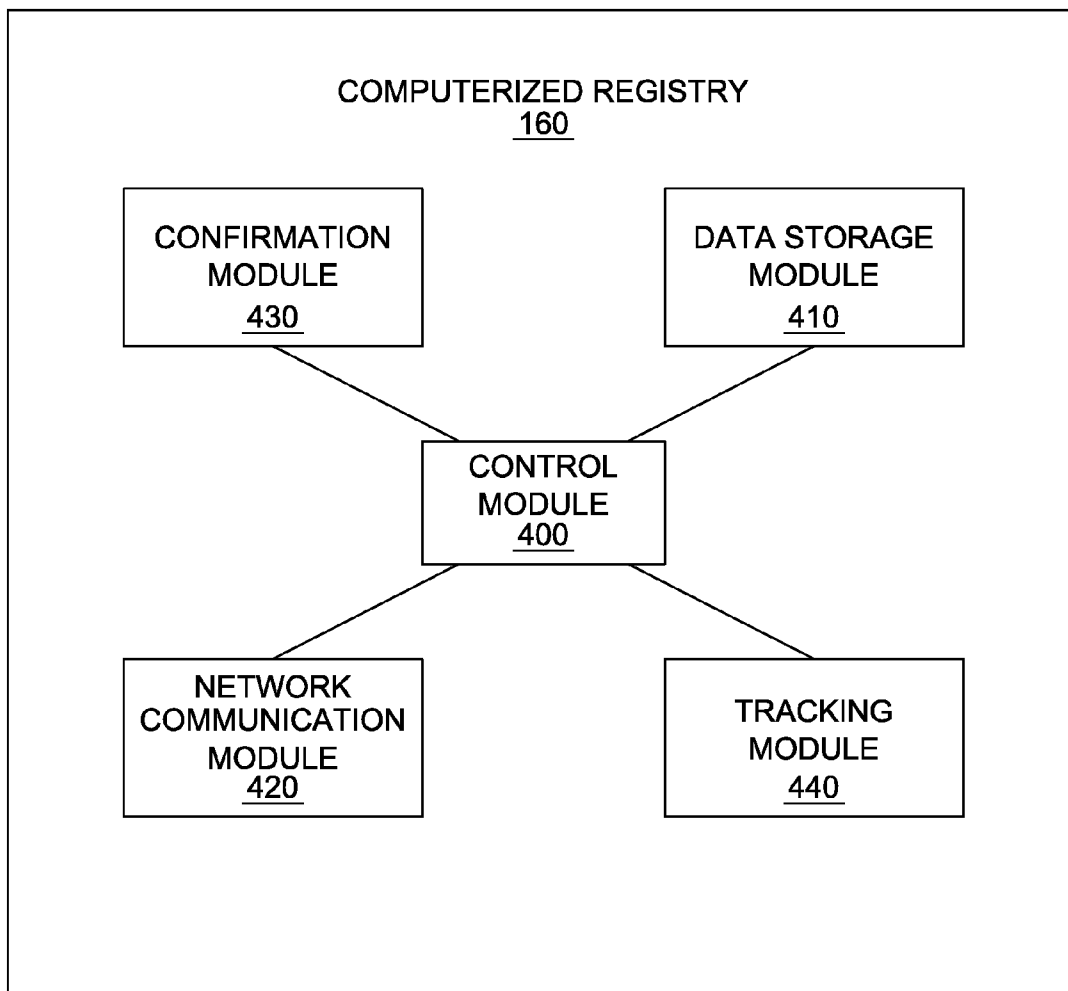 COMPUTERIZED REGISTRY
160
CONFIRMATION
MODULE
430
DATA STORAGE
MODULE
410
CONTROL
MODULE
400
NETWORK
COMMUNICATION
MODULE
420
TRACKING
MODULE
440